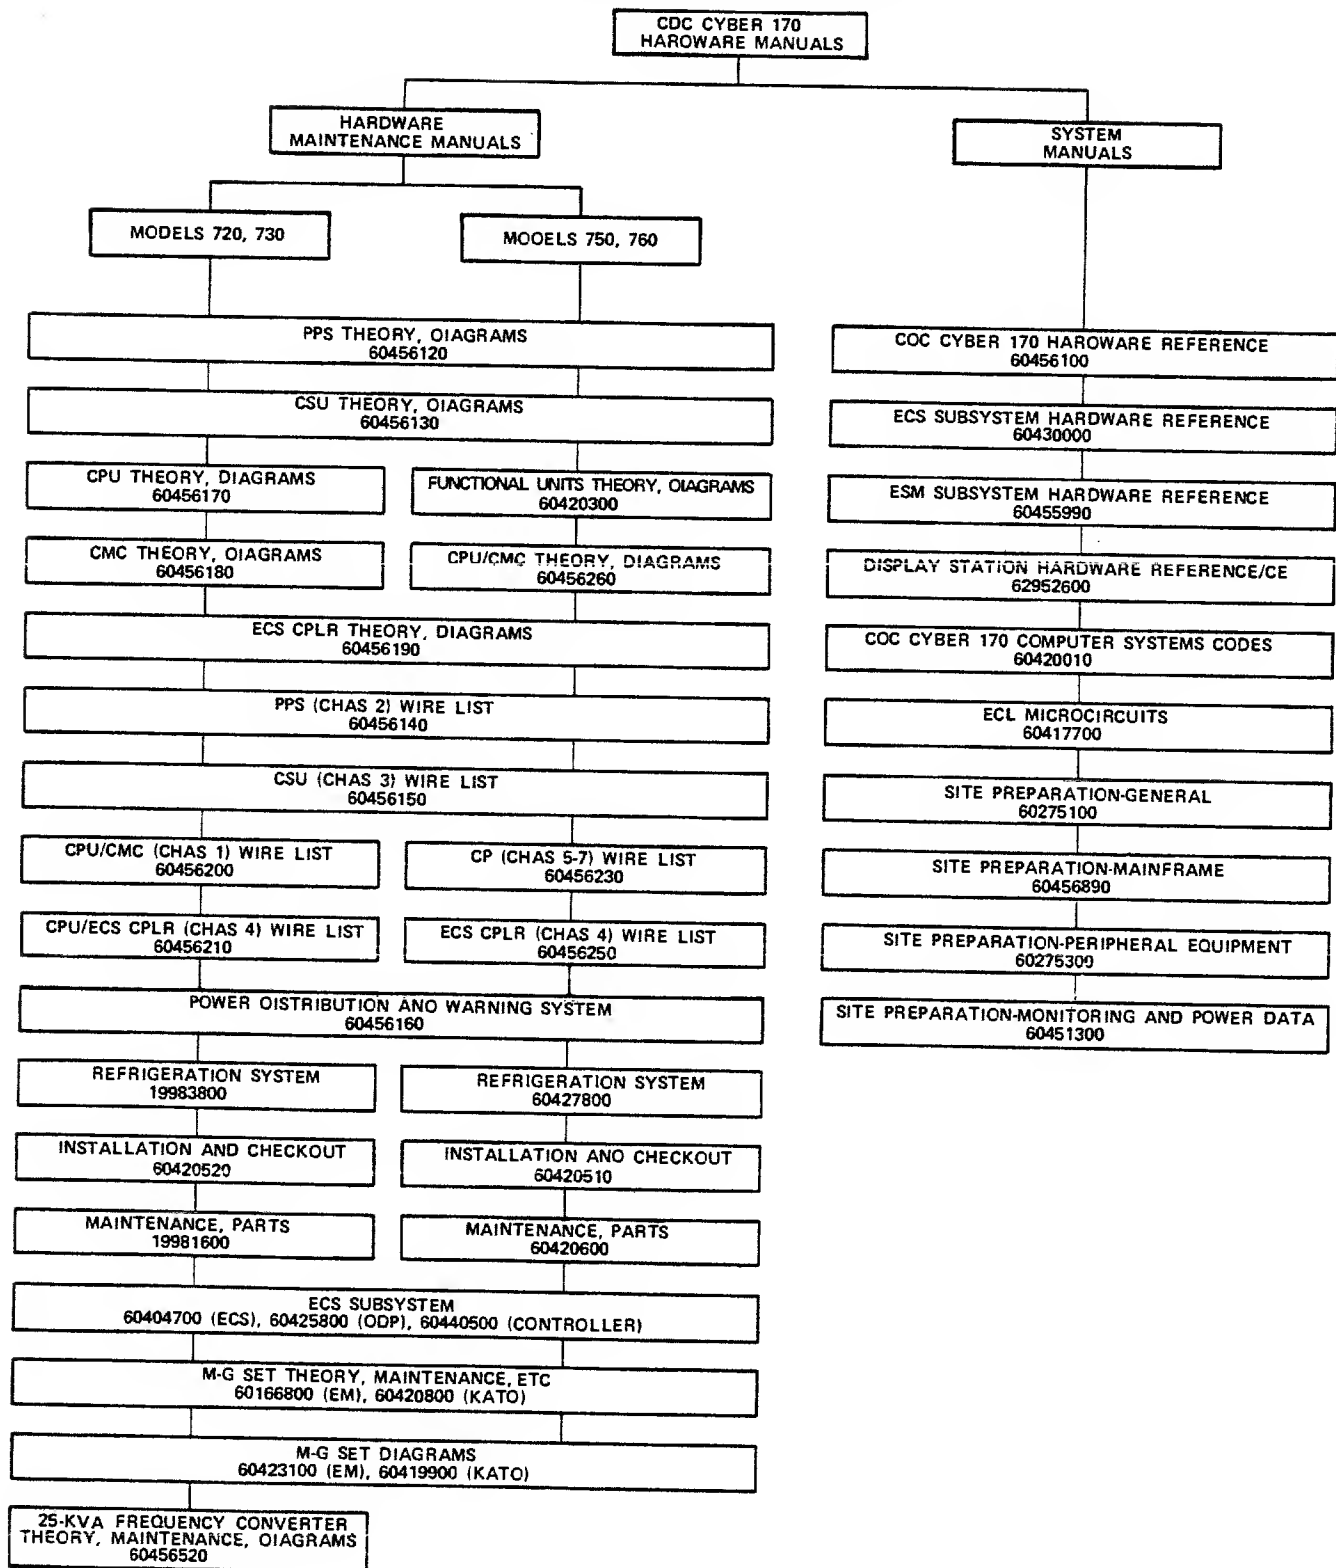 CDC CYBER 170
HAROWARE MANUALS
HARDWARE
MAINTENANCE MANUALS
SYSTEM
MANUALS
MODELS 720, 730
MOOELS 750, 760
PPS THEORY, OIAGRAMS
60456120
CSU THEORY, OIAGRAMS
60456130
CPU THEORY, DIAGRAMS
60456170
FUNCTIONAL UNITS THEORY, OIAGRAMS
60420300
CMC THEORY, OIAGRAMS
60456180
CPU/CMC THEORY, DIAGRAMS
60456260
ECS CPLR THEORY, DIAGRAMS
60456190
PPS (CHAS 2) WIRE LIST
60456140
CSU (CHAS 3) WIRE LIST
60456150
CPU/CMC (CHAS 1) WIRE LIST
60456200
CP (CHAS 5-7) WIRE LIST
60456230
CPU/ECS CPLR (CHAS 4) WIRE LIST
60456210
ECS CPLR (CHAS 4) WIRE LIST
60456250
POWER OISTRIBUTION ANO WARNING SYSTEM
60456160
REFRIGERATION SYSTEM
19983800
REFRIGERATION SYSTEM
60427800
INSTALLATION AND CHECKOUT
60420520
INSTALLATION ANO CHECKOUT
60420510
MAINTENANCE, PARTS
19981600
MAINTENANCE, PARTS
60420600
ECS SUBSYSTEM
60404700 (ECS), 60425800 (ODP), 60440500 (CONTROLLER)
M-G SET THEORY, MAINTENANCE, ETC
60166800 (EM), 60420800 (KATO)
M-G SET DIAGRAMS
60423100 (EM), 60419900 (KATO)
25-KVA FREQUENCY CONVERTER
THEORY, MAINTENANCE, OIAGRAMS
60456520
COC CYBER 170 HARDWARE REFERENCE
60456100
ECS SUBSYSTEM HARDWARE REFERENCE
60430000
ESM SUBSYSTEM HARDWARE REFERENCE
60455990
DISPLAY STATION HARDWARE REFERENCE/CE
62952600
COC CYBER 170 COMPUTER SYSTEMS CODES
60420010
ECL MICROCIRCUITS
60417700
SITE PREPARATION-GENERAL
60275100
SITE PREPARATION-MAINFRAME
60456890
SITE PREPARATION-PERIPHERAL EQUIPMENT
60275300
SITE PREPARATION-MONITORING AND POWER DATA
60451300